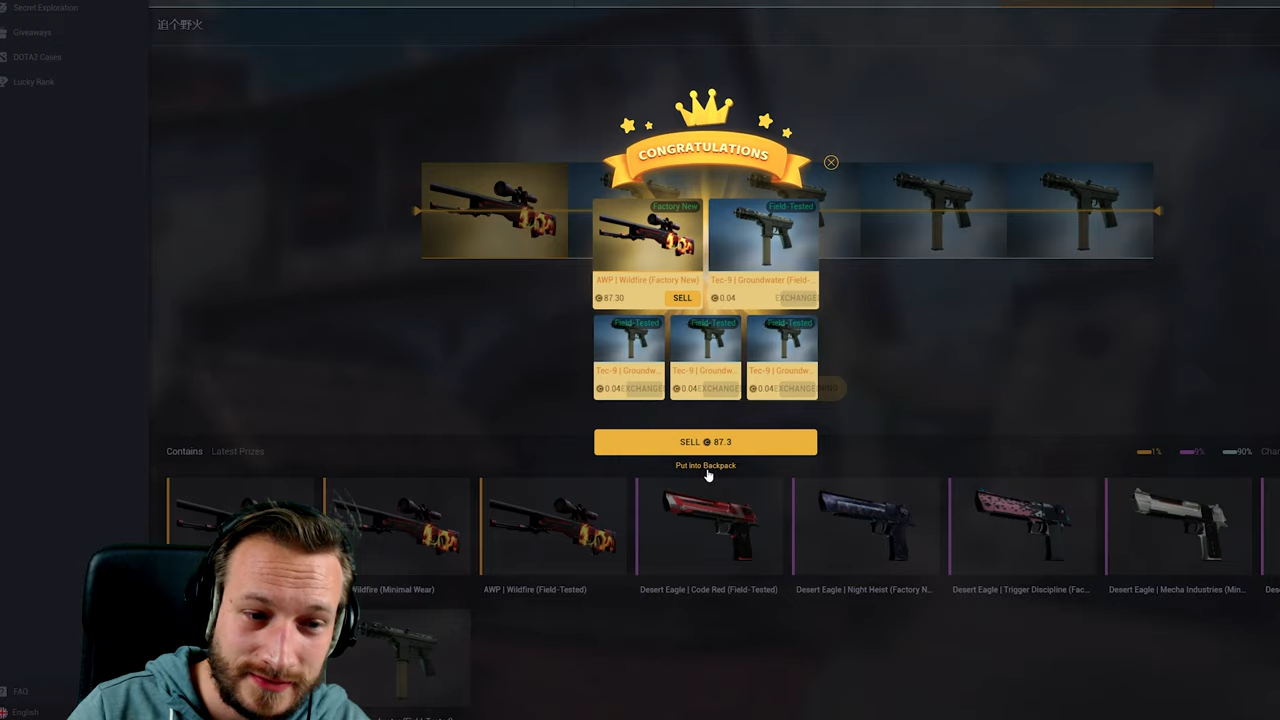 Secret Exploration
追个野火
Giveaways
DOTA2 Cases
Lucky Rank
CONGRATULATIONS
Factory New
Field-Tested
AWP | Wildfire (Factory New)
Tec-9 | Groundwater (Field-...
87.30
SELL
0.04
EXCHANGE
Field-Tested
Field-Tested
Field-Tested
Tec-9 | Groundw...
Tec-9 | Groundw...
Tec-9 | Groundw...
0.04
EXCHANGE
0.04
EXCHANGE
0.04
EXCHANGE
SELL 87.3
Put into Backpack
Contains
Latest Prizes
1%
90%
Wildfire (Minimal Wear)
AWP | Wildfire (Field-Tested)
Desert Eagle | Code Red (Field-Tested)
Desert Eagle | Night Heist (Factory N...
Desert Eagle | Trigger Discipline (Fac...
Desert Eagle | Mecha Industries (Min...
FAQ
English